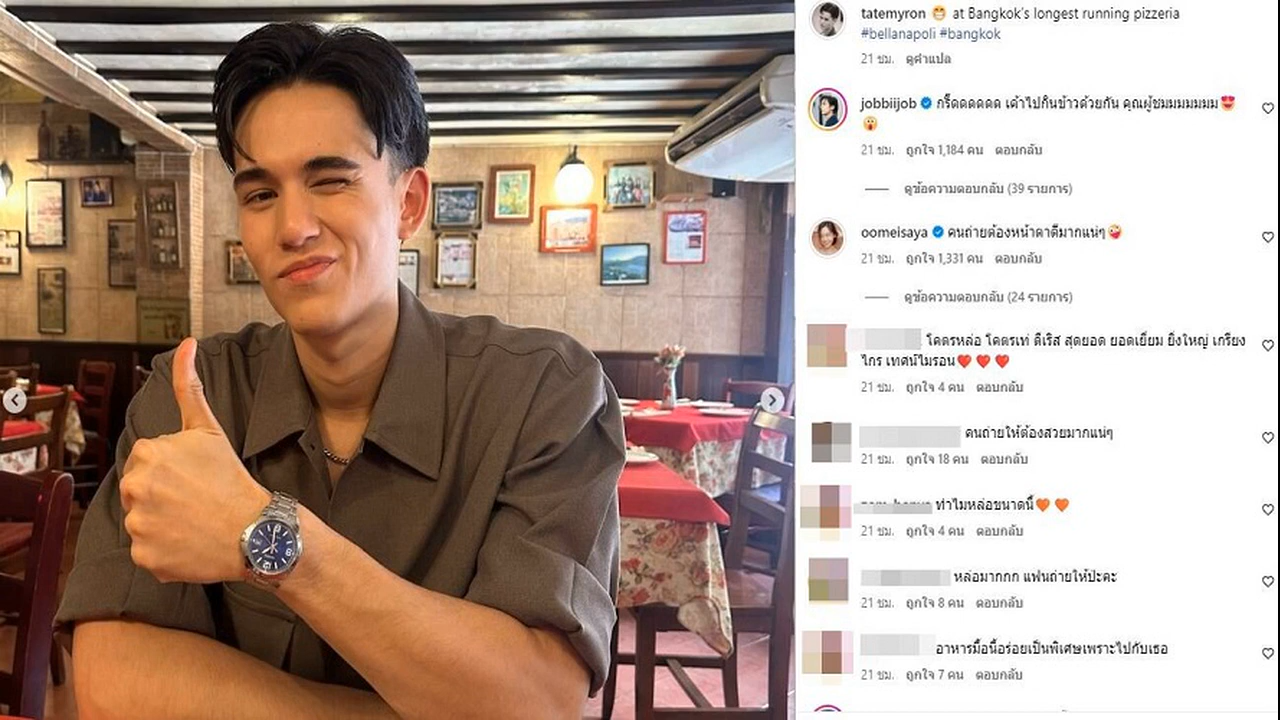 tatemyron 😁 at Bangkok's longest running pizzeria
#bellanapoli #bangkok
21 ชม. ดูคำแปล
jobbiijob กรี๊ดดดดดด เค้าไปกินข้าวด้วยกัน คุณผู้ชมมมมมมม😍
😱
21 ชม. ถูกใจ 1,184 คน ตอบกลับ
ดูข้อความตอบกลับ (39 รายการ)
oomeisaya คนถ่ายต้องหน้าตาดีมากแน่ๆ🤪
21 ชม. ถูกใจ 1,331 คน ตอบกลับ
ดูข้อความตอบกลับ (24 รายการ)
โคตรหล่อ โคตรเท่ ดีเริส สุดยอด ยอดเยี่ยม ยิ่งใหญ่ เกรียง
ไกร เทศน์ไมรอน❤️❤️❤️
21 ชม. ถูกใจ 4 คน ตอบกลับ
คนถ่ายให้ต้องสวยมากแน่ๆ
21 ชม. ถูกใจ 18 คน ตอบกลับ
ทำไมหล่อขนาดนี้🧡🧡
21 ชม. ถูกใจ 4 คน ตอบกลับ
หล่อมากกก แฟนถ่ายให้ป่ะคะ
21 ชม. ถูกใจ 8 คน ตอบกลับ
อาหารมื้อนี้อร่อยเป็นพิเศษเพราะไปกับเธอ
21 ชม. ถูกใจ 7 คน ตอบกลับ